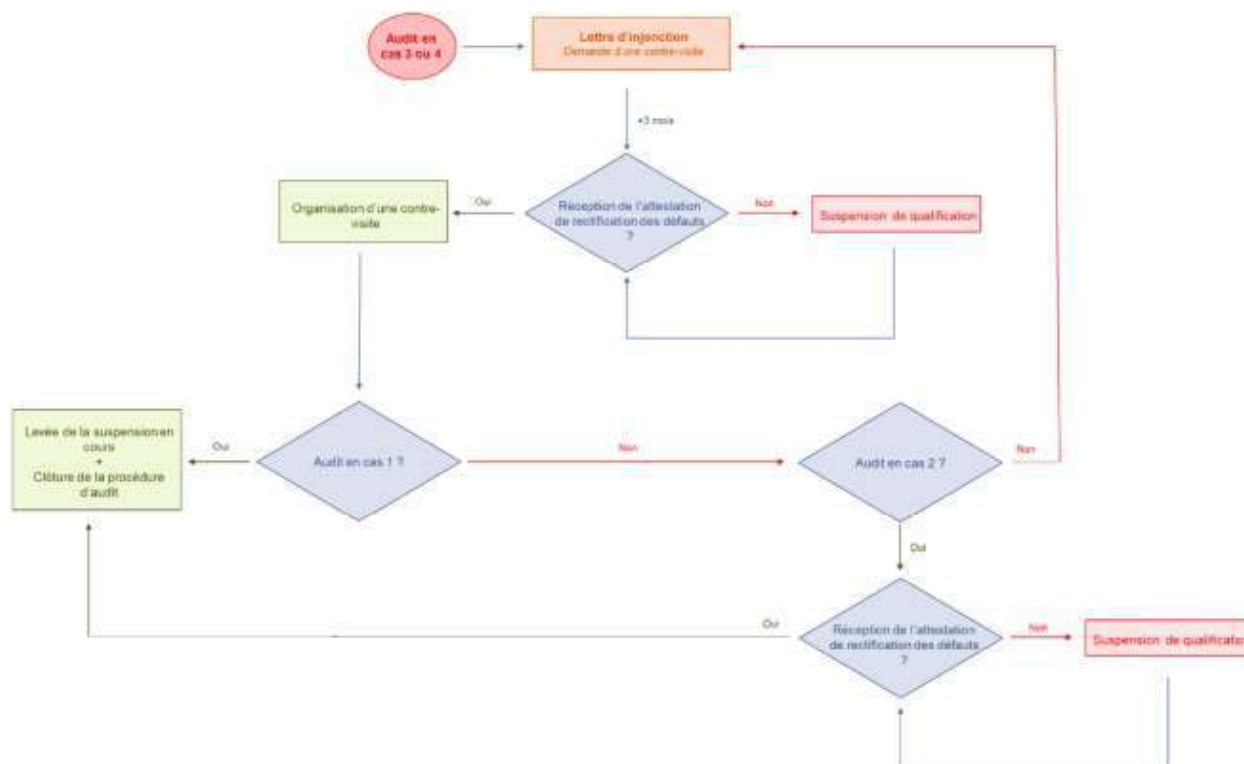 Audit en
cas 3 ou 4
Lettre d'injonction
Demande d'une contre-visite
+3 mois
Organisation d'une contre-
visite
Oui
Réception de l'attestation
de rectification des défauts
?
Non
Suspension de qualification
Levée de la suspension en
cours
+
Clôture de la procédure
d'audit
Oui
Audit en cas 1 ?
Non
Audit en cas 2 ?
Non
Oui
Oui
Réception de l'attestation
de rectification des défauts
?
Non
Suspension de qualificatio